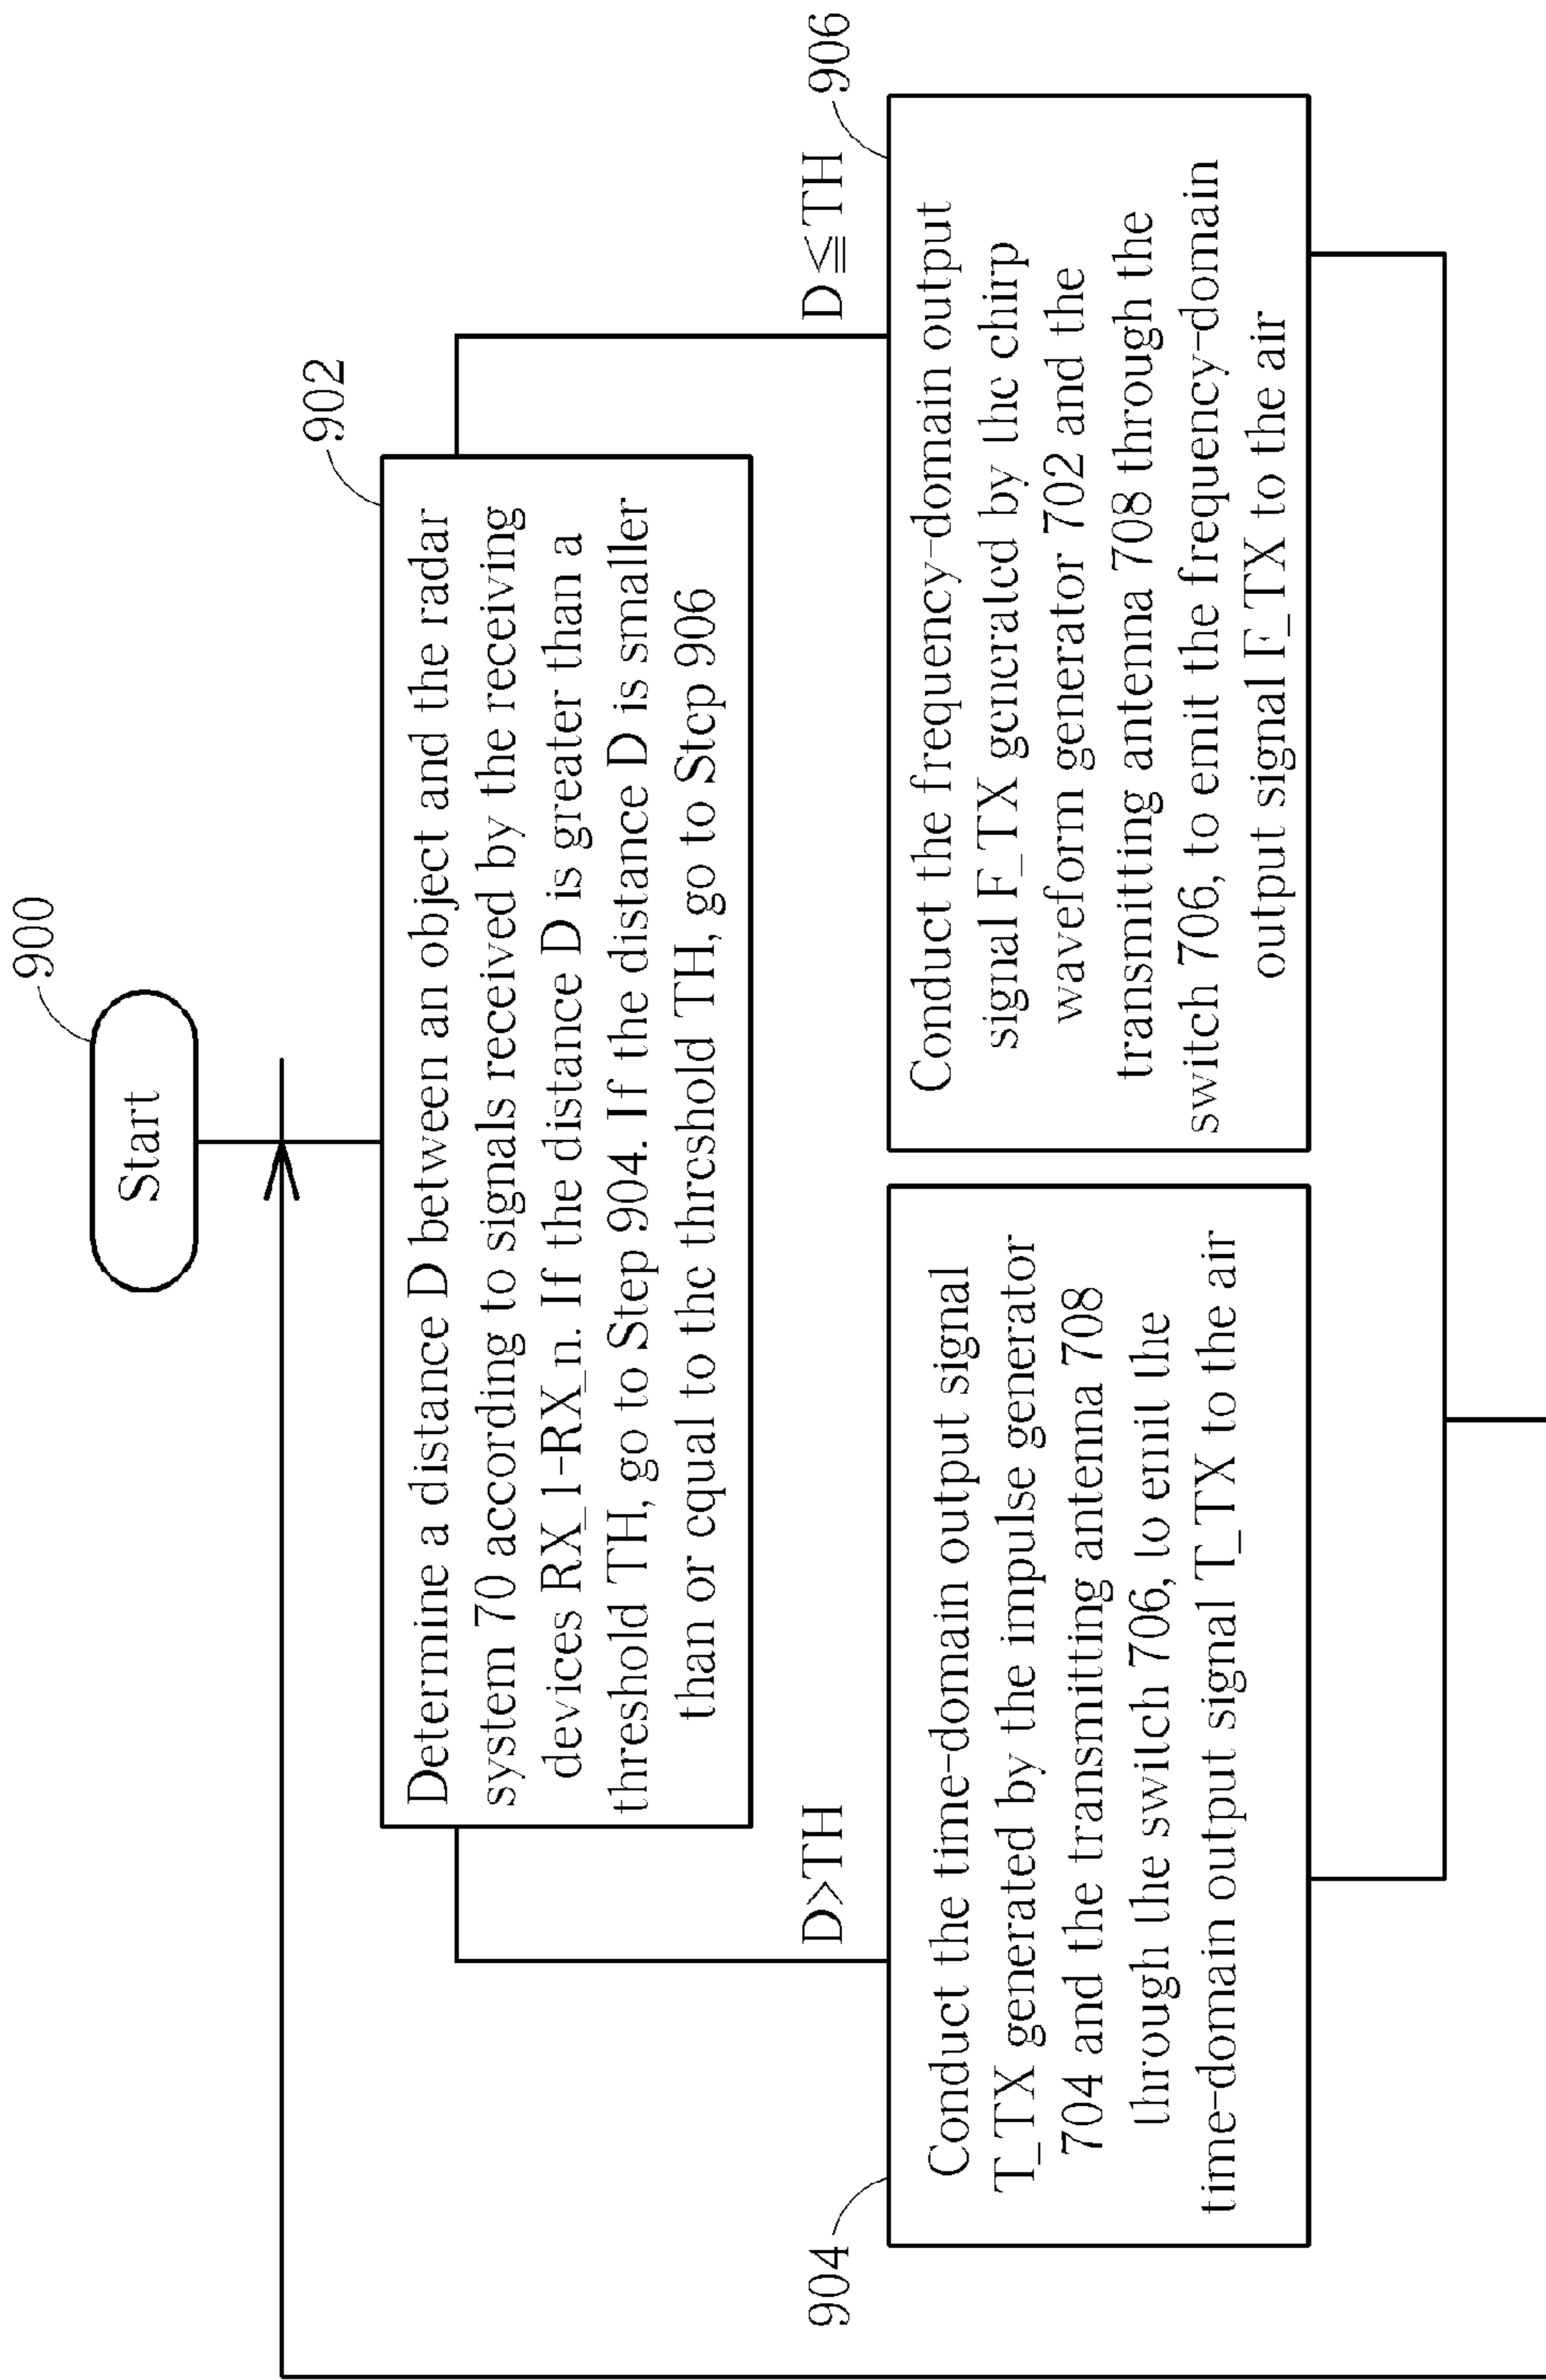 900
Start
902
Determine a distance D between an object and the radar
system 70 according to signals received by the receiving
devices RX_1-RX_n. If the distance D is greater than a
threshold TH, go to Step 904. If the distance D is smaller
than or equal to the threshold TH, go to Step 906
D>TH
D≦TH
904
Conduct the time-domain output signal
T_TX generated by the impulse generator
704 and the transmitting antenna 708
through the switch 706, to emit the
time-domain output signal T_TX to the air
906
Conduct the frequency-domain output
signal F_TX generated by the chirp
waveform generator 702 and the
transmitting antenna 708 through the
switch 706, to emit the frequency-domain
output signal F_TX to the air